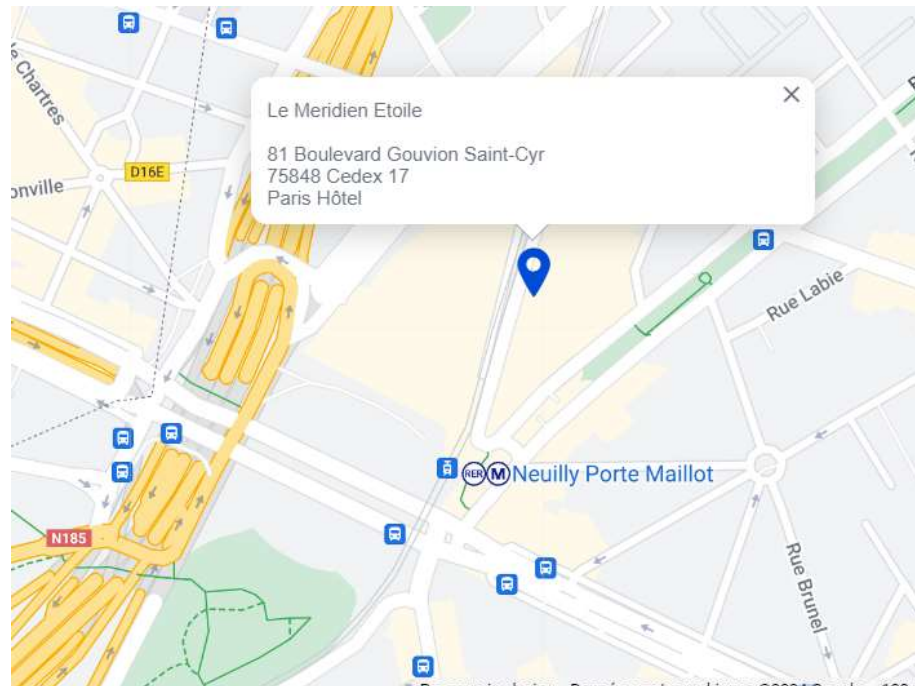 Le Meridien Etoile
81 Boulevard Gouvion Saint-Cyr
75848 Cedex 17
Paris Hôtel
Chartres
D16E
onville
Rue Labie
RER M Neuilly Porte Maillot
N185
Rue Brunel